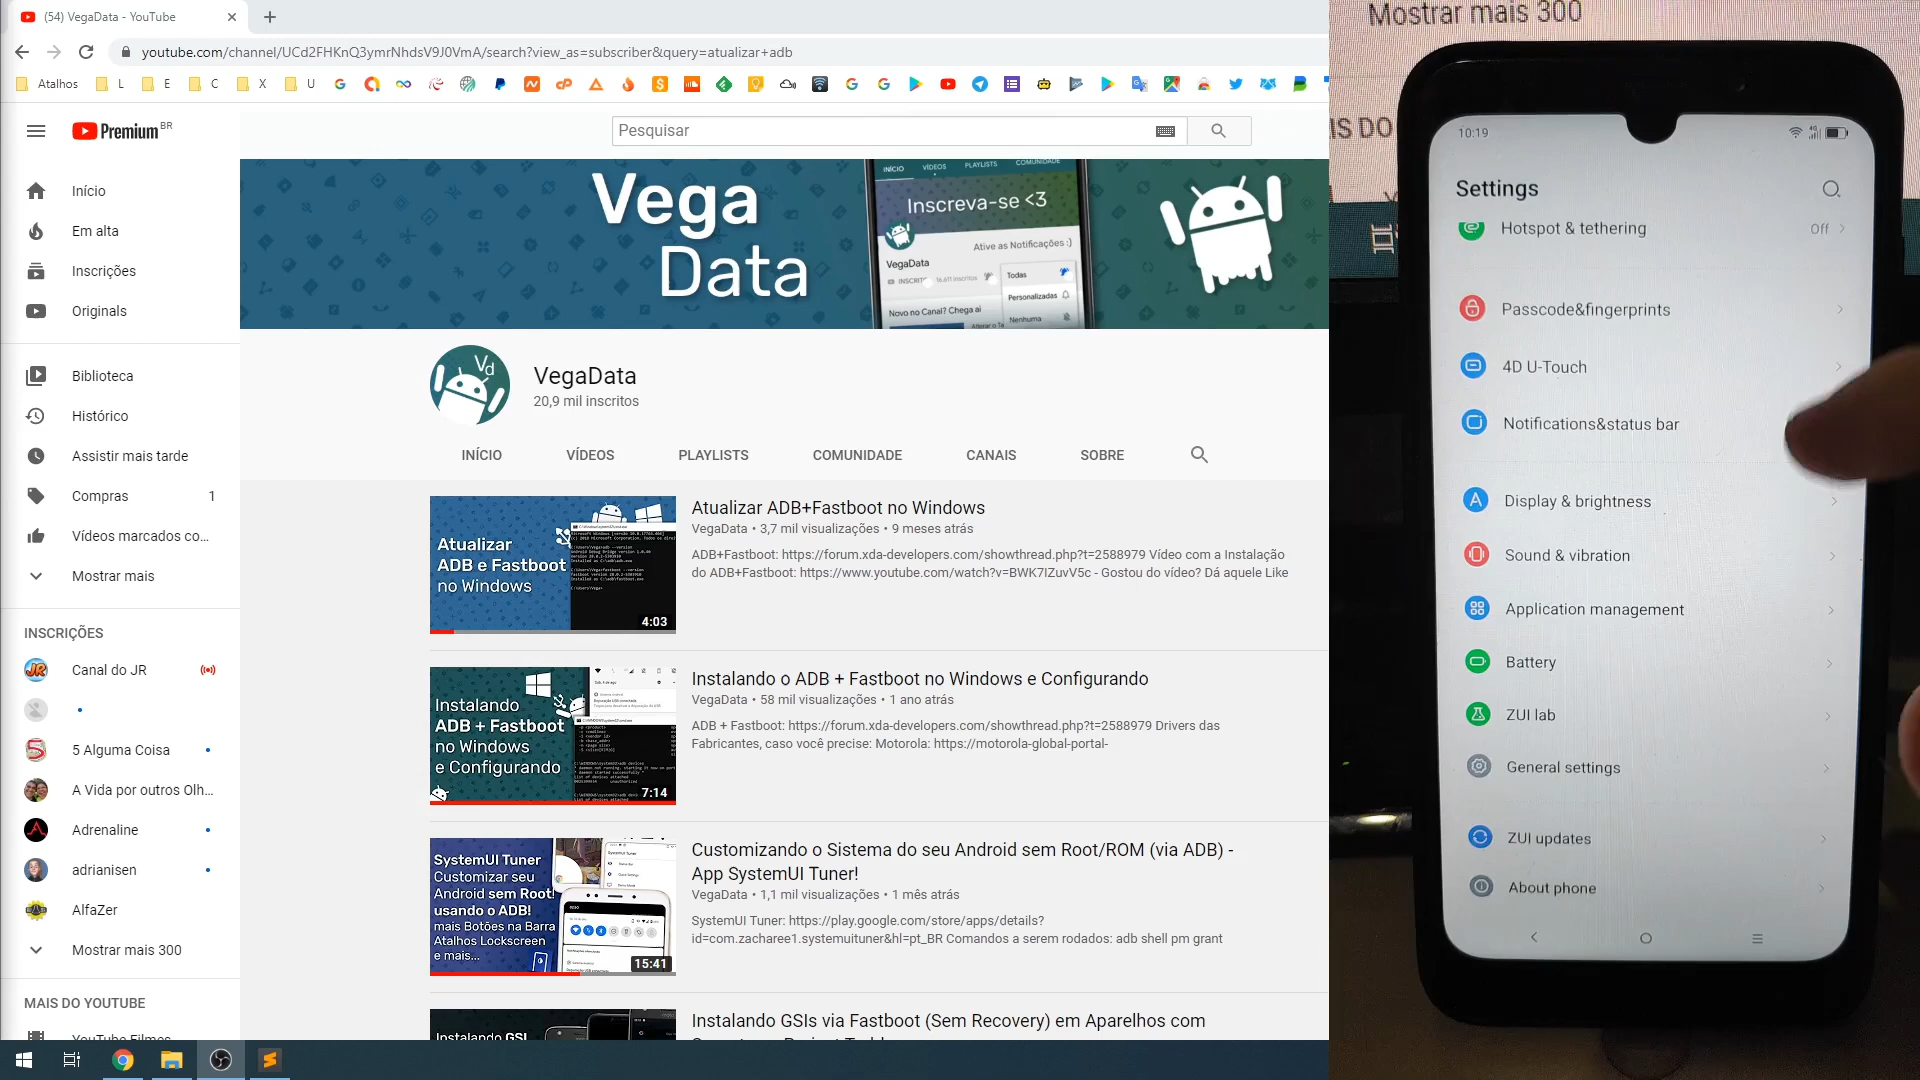 (54) VegaData - YouTube
youtube.com/channel/UCd2FHKnQ3ymrNhdsV9J0VmA/search?view_as=subscriber&query=atualizar+adb
Atalhos
L
E
C
X
U
Premium BR
Pesquisar
Início
Em alta
Inscrições
Originals
Biblioteca
Histórico
Assistir mais tarde
Compras 1
Vídeos marcados co...
Mostrar mais
INSCRIÇÕES
Canal do JR
5 Alguma Coisa
A Vida por outros Olh...
Adrenaline
adrianisen
AlfaZer
Mostrar mais 300
MAIS DO YOUTUBE
YouTube Filmes
Vega
Data
INÍCIO VÍDEOS PLAYLISTS COMUNIDADE
Inscreva-se <3
Ative as Notificações :)
VegaData
Todas
Personalizadas
Nenhuma
Novo no Canal? Chega ai
Vd
VegaData
20,9 mil inscritos
INÍCIO
VÍDEOS
PLAYLISTS
COMUNIDADE
CANAIS
SOBRE
Atualizar
ADB e Fastboot
no Windows
4:03
Atualizar ADB+Fastboot no Windows
VegaData • 3,7 mil visualizações • 9 meses atrás
ADB+Fastboot: https://forum.xda-developers.com/showthread.php?t=2588979 Vídeo com a Instalação
do ADB+Fastboot: https://www.youtube.com/watch?v=BWK7IZuvV5c - Gostou do vídeo? Dá aquele Like
Instalando
ADB + Fastboot
no Windows
e Configurando
7:14
Instalando o ADB + Fastboot no Windows e Configurando
VegaData • 58 mil visualizações • 1 ano atrás
ADB + Fastboot: https://forum.xda-developers.com/showthread.php?t=2588979 Drivers das
Fabricantes, caso você precise: Motorola: https://motorola-global-portal-
SystemUI Tuner
Customizar seu
Android sem Root!
usando o ADB!
mais Botões na Barra
Atalhos Lockscreen
e mais...
15:41
Customizando o Sistema do seu Android sem Root/ROM (via ADB) -
App SystemUI Tuner!
VegaData • 1,1 mil visualizações • 1 mês atrás
SystemUI Tuner: https://play.google.com/store/apps/details?
id=com.zacharee1.systemuituner&hl=pt_BR Comandos a serem rodados: adb shell pm grant
Instalando GSI
Instalando GSIs via Fastboot (Sem Recovery) em Aparelhos com
Mostrar mais 300
IS DO
10:19
Settings
Hotspot & tethering Off
Passcode&fingerprints
4D U-Touch
Notifications&status bar
Display & brightness
Sound & vibration
Application management
Battery
ZUI lab
General settings
ZUI updates
About phone